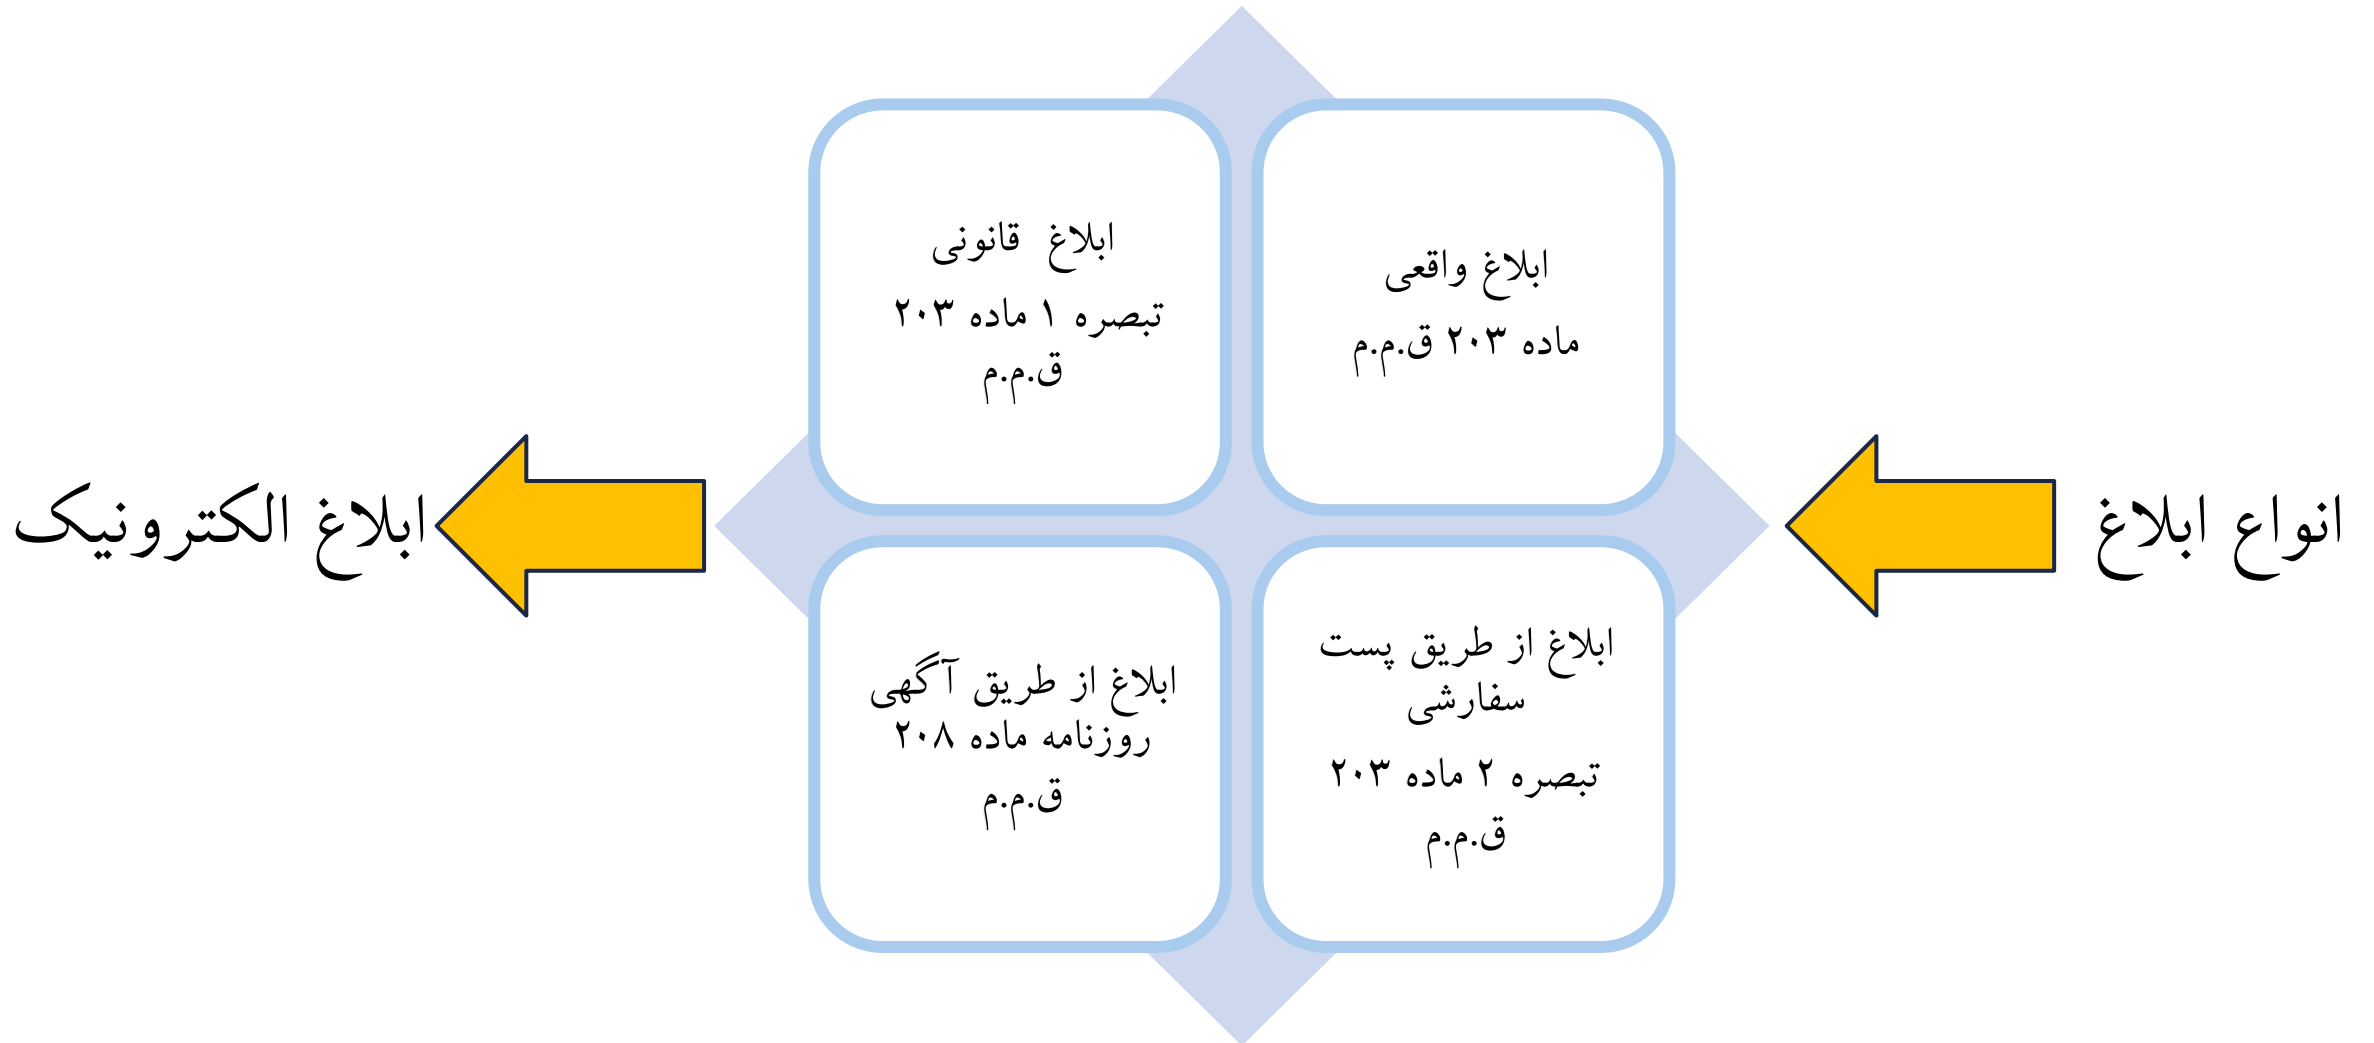 انواع ابلاغ
ابلاغ واقعی
ماده ۲۰۳ ق.م.م
ابلاغ قانونی
تبصره ۱ ماده ۲۰۳
ق.م.م
ابلاغ از طریق پست
سفارشی
تبصره ۲ ماده ۲۰۳
ق.م.م
ابلاغ از طریق آگهی
روزنامه ماده ۲۰۸
ق.م.م
ابلاغ الکترونیک